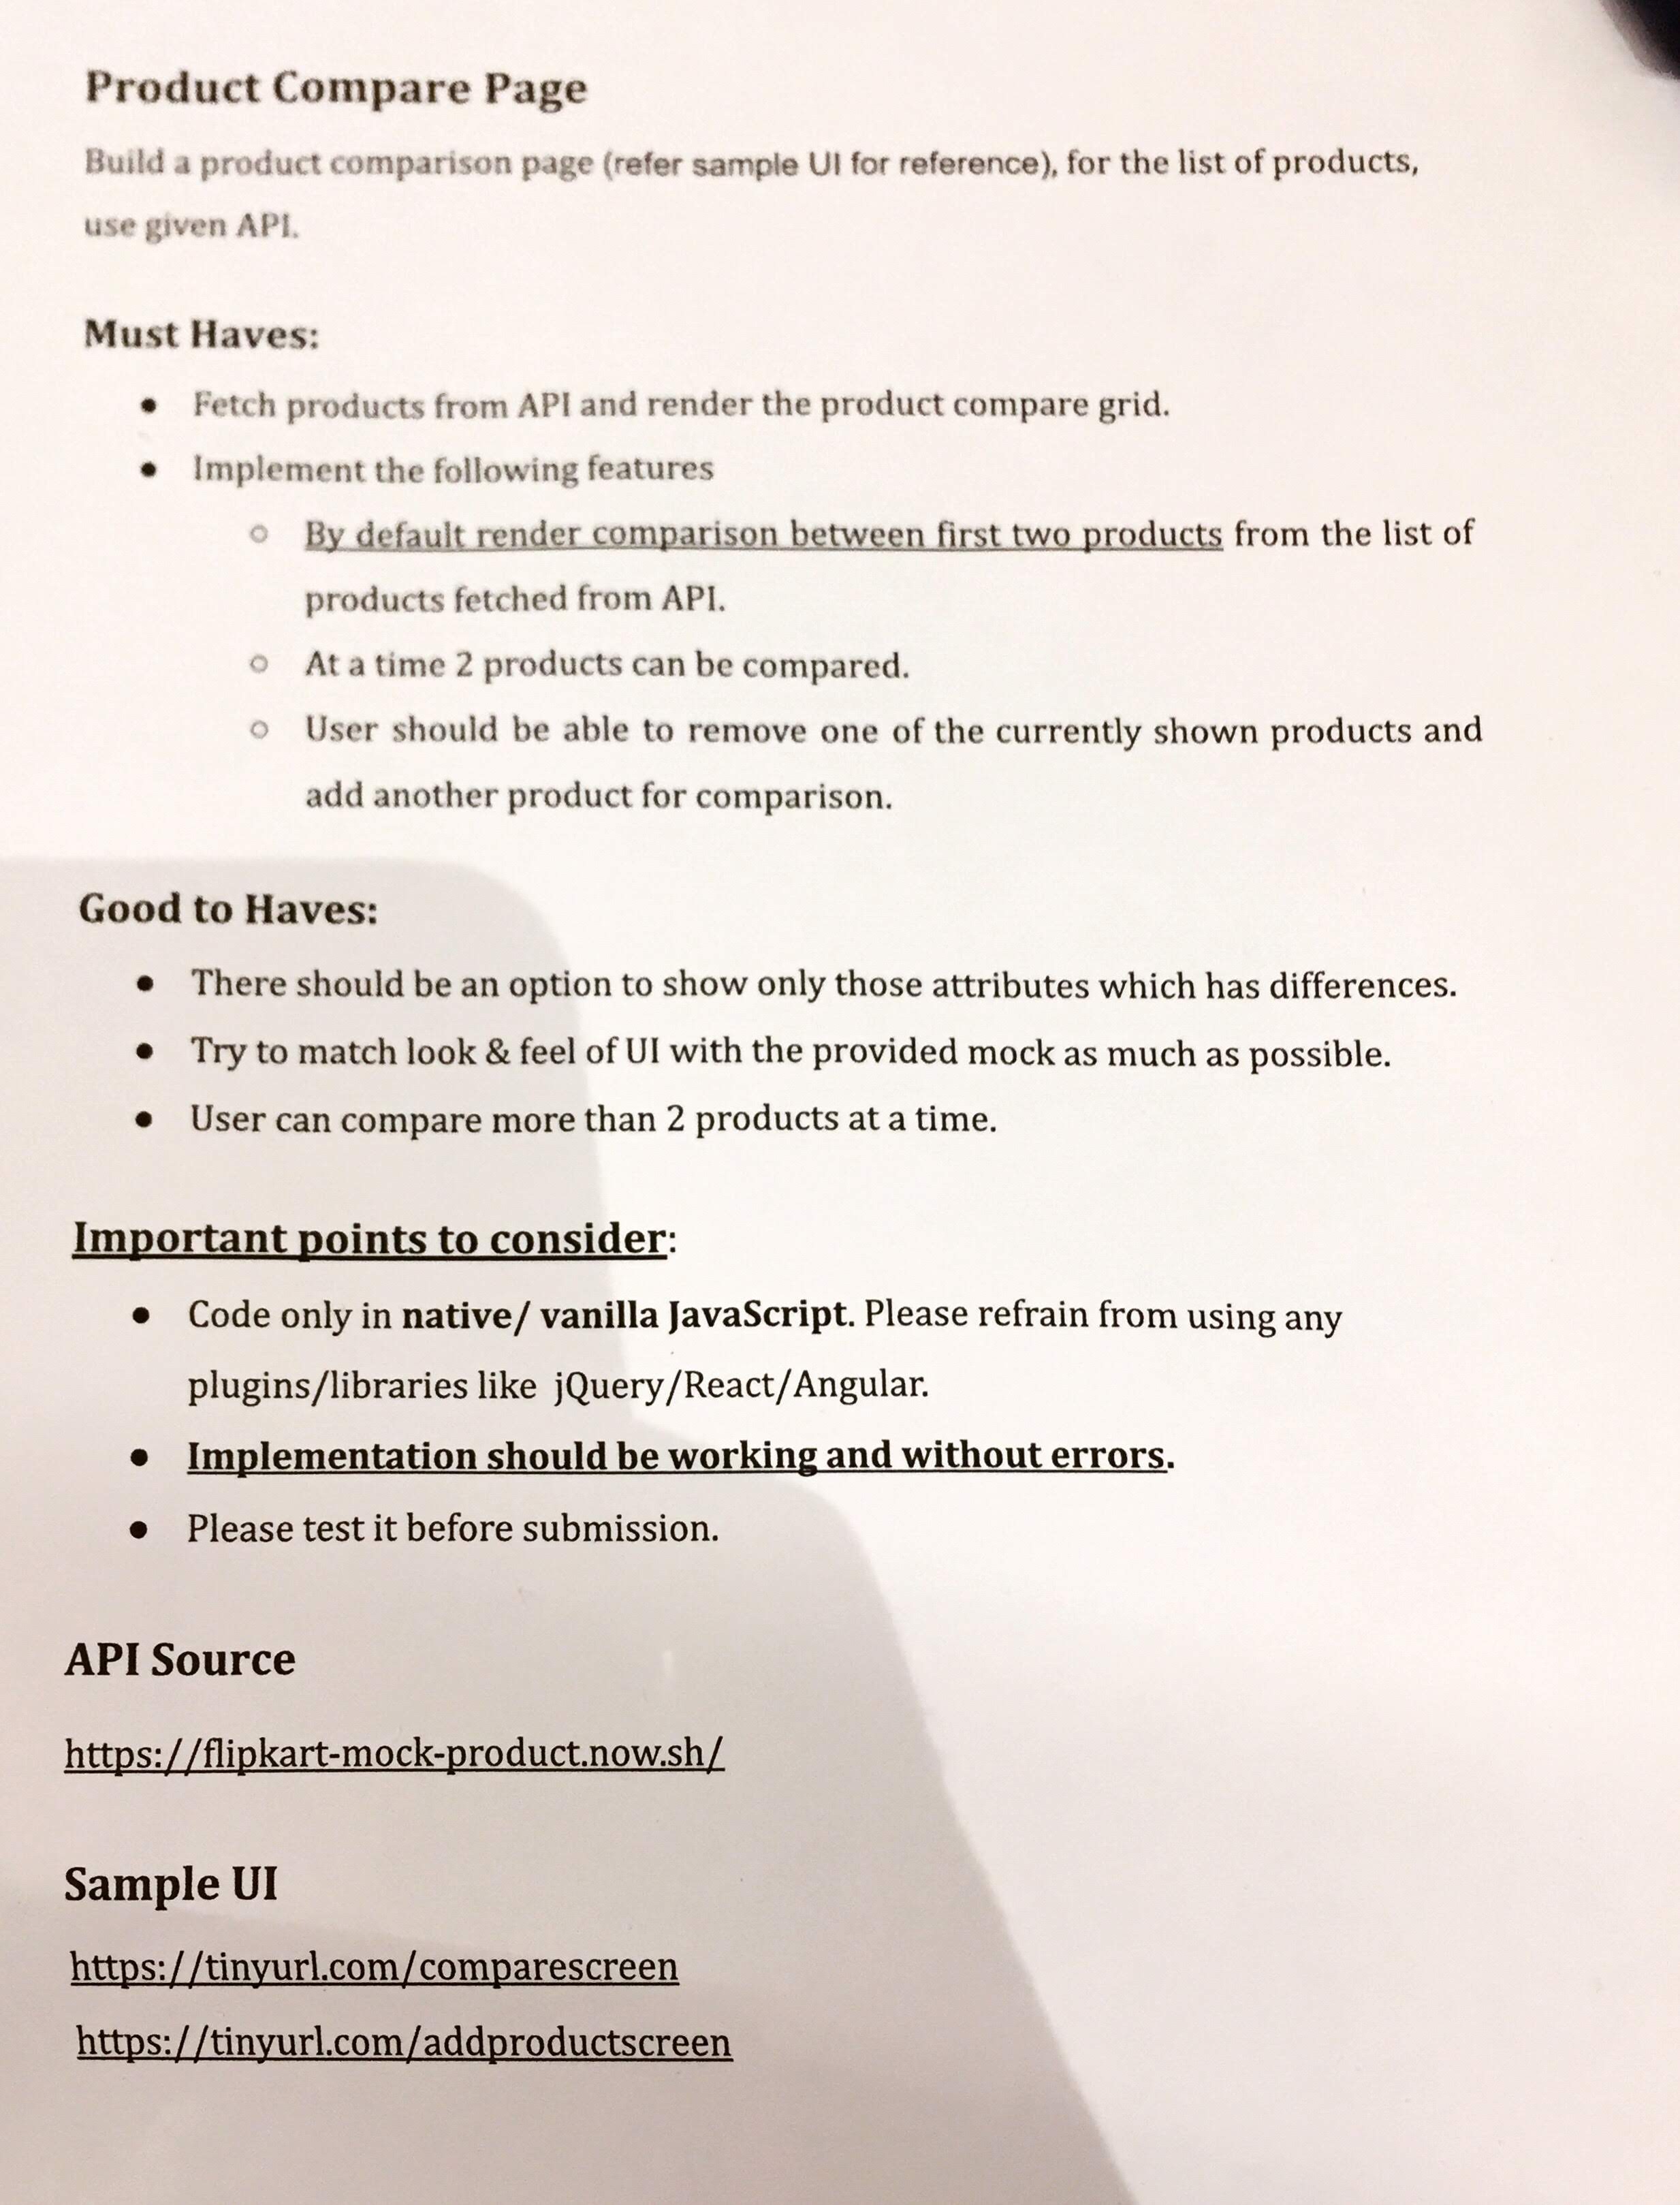 Product Compare Page
Build a product comparison page (refer sample UI for reference), for the list of products,
use given API.
Must Haves:
● Fetch products from API and render the product compare grid.
● Implement the following features
○ By default render comparison between first two products from the list of
products fetched from API.
○ At a time 2 products can be compared.
○ User should be able to remove one of the currently shown products and
add another product for comparison.
Good to Haves:
● There should be an option to show only those attributes which has differences.
● Try to match look & feel of UI with the provided mock as much as possible.
● User can compare more than 2 products at a time.
Important points to consider:
● Code only in native/ vanilla JavaScript. Please refrain from using any
plugins/libraries like jQuery/React/Angular.
● Implementation should be working and without errors.
● Please test it before submission.
API Source
https://flipkart-mock-product.now.sh/
Sample UI
https://tinyurl.com/comparescreen
https://tinyurl.com/addproductscreen